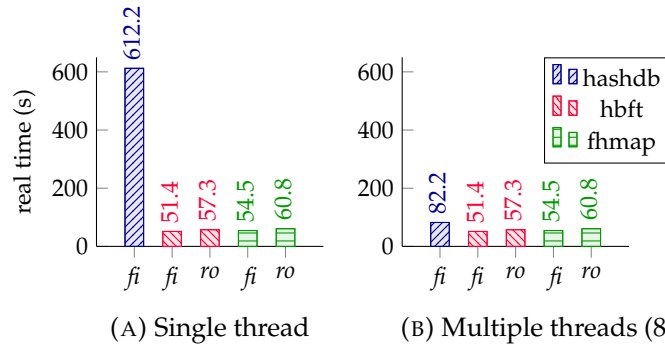 612.2
51.4
57.3
54.5
60.8
600
400
200
0
real time (s)
fi fi ro fi ro
(A) Single thread
82.2
51.4
57.3
54.5
60.8
600
400
200
0
hashdb
hbft
fhmap
fi fi ro fi ro
(B) Multiple threads (8